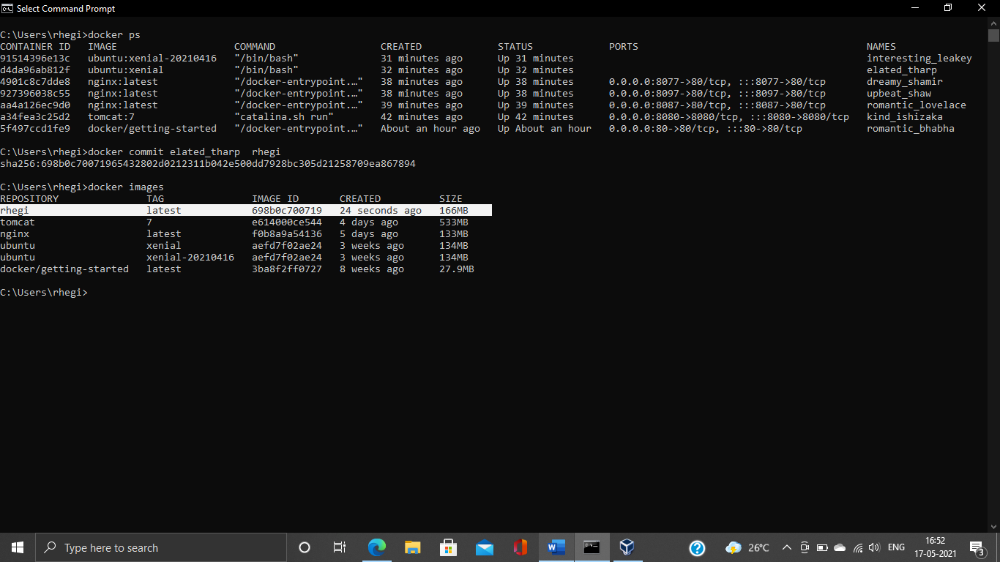 Select Command Prompt
C:\Users\rhegi>docker ps
CONTAINER ID   IMAGE                    COMMAND                  CREATED             STATUS             PORTS                                       NAMES
91514396e13c   ubuntu:xenial-20210416   "/bin/bash"              31 minutes ago      Up 31 minutes                                                  interesting_leakey
d4da96ab812f   ubuntu:xenial            "/bin/bash"              32 minutes ago      Up 32 minutes                                                  elated_tharp
4901c8c7dde8   nginx:latest             "/docker-entrypoint.…"   38 minutes ago      Up 38 minutes      0.0.0.0:8077->80/tcp, :::8077->80/tcp       dreamy_shamir
927396038c55   nginx:latest             "/docker-entrypoint.…"   38 minutes ago      Up 38 minutes      0.0.0.0:8097->80/tcp, :::8097->80/tcp       upbeat_shaw
aa4a126ec9d0   nginx:latest             "/docker-entrypoint.…"   39 minutes ago      Up 39 minutes      0.0.0.0:8087->80/tcp, :::8087->80/tcp       romantic_lovelace
a34fea3c25d2   tomcat:7                 "catalina.sh run"        42 minutes ago      Up 42 minutes      0.0.0.0:8080->8080/tcp, :::8080->8080/tcp   kind_ishizaka
5f497ccd1fe9   docker/getting-started   "/docker-entrypoint.…"   About an hour ago   Up About an hour   0.0.0.0:80->80/tcp, :::80->80/tcp           romantic_bhabha
C:\Users\rhegi>docker commit elated_tharp  rhegi
sha256:698b0c70071965432802d0212311b042e500dd7928bc305d21258709ea867894
C:\Users\rhegi>docker images
REPOSITORY               TAG               IMAGE ID       CREATED          SIZE
rhegi                    latest            698b0c700719   24 seconds ago   166MB
tomcat                   7                 e614000ce544   4 days ago       533MB
nginx                    latest            f0b8a9a54136   5 days ago       133MB
ubuntu                   xenial            aefd7f02ae24   3 weeks ago      134MB
ubuntu                   xenial-20210416   aefd7f02ae24   3 weeks ago      134MB
docker/getting-started   latest            3ba8f2ff0727   8 weeks ago      27.9MB
C:\Users\rhegi>
Type here to search
26°C
ENG
16:52
17-05-2021
3